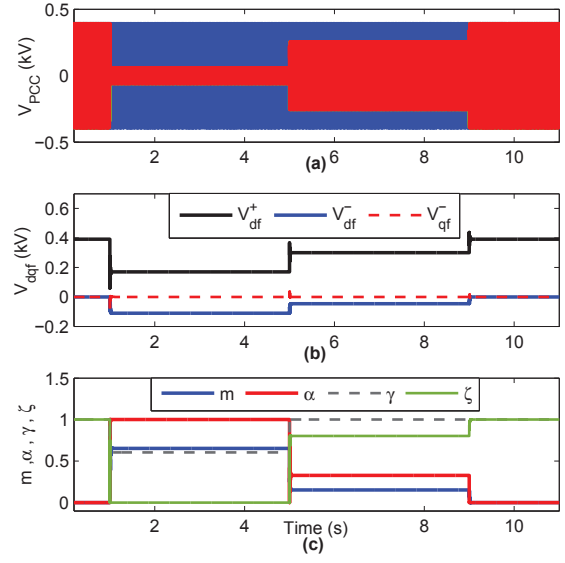 0.5
0
−0.5
V_PCC (kV)
2 4 6 8 10
(a)
V_df^+ V_df^- V_qf^-
0.6
0.4
0.2
0
−0.2
V_dqf (kV)
2 4 6 8 10
(b)
m α γ ζ
1.5
1
0.5
0
m ,α , γ , ζ
2 4 6 8 10
Time (s)
(c)